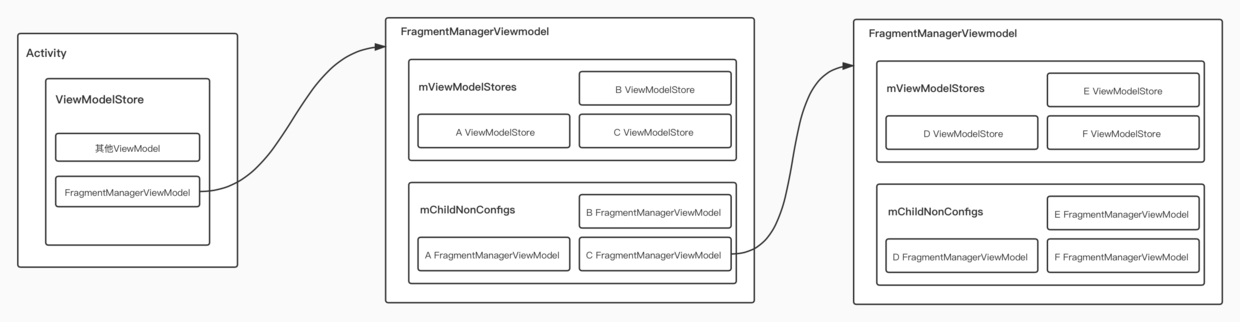 Activity
ViewModelStore
其他ViewModel
FragmentManagerViewModel
FragmentManagerViewmodel
mViewModelStores
B ViewModelStore
A ViewModelStore
C ViewModelStore
mChildNonConfigs
B FragmentManagerViewModel
A FragmentManagerViewModel
C FragmentManagerViewModel
FragmentManagerViewmodel
mViewModelStores
E ViewModelStore
D ViewModelStore
F ViewModelStore
mChildNonConfigs
E FragmentManagerViewModel
D FragmentManagerViewModel
F FragmentManagerViewModel